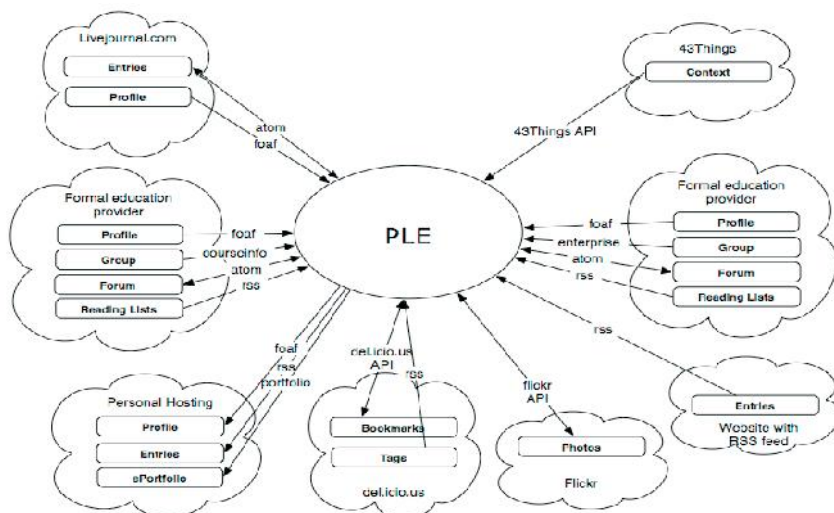 Livejournal.com
Entries
Profile
atom
foaf
43Things
Context
43Things API
Formal education
provider
Profile
Group
Forum
Reading Lists
foaf
courseinfo
atom
rss
PLE
Formal education
provider
Profile
Group
Forum
Reading Lists
foaf
enterprise
atom
rss
foaf
rss
portfolio
Personal Hosting
Profile
Entries
ePortfolio
del.icio.us
API
rss
Bookmarks
Tags
del.icio.us
flickr
API
Photos
Flickr
rss
Entries
Website with
RSS feed